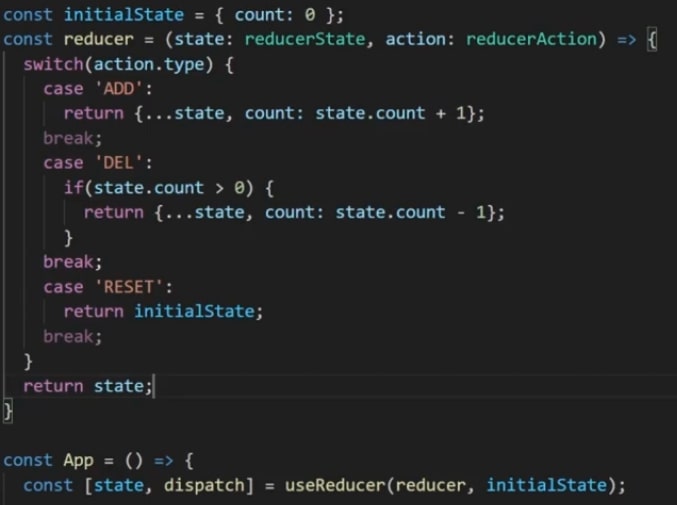 const initialState = { count: 0 };
const reducer = (state: reducerState, action: reducerAction) => {
  switch(action.type) {
    case 'ADD':
      return {...state, count: state.count + 1};
    break;
    case 'DEL':
      if(state.count > 0) {
        return {...state, count: state.count - 1};
      }
    break;
    case 'RESET':
      return initialState;
    break;
  }
  return state;
}

const App = () => {
  const [state, dispatch] = useReducer(reducer, initialState);